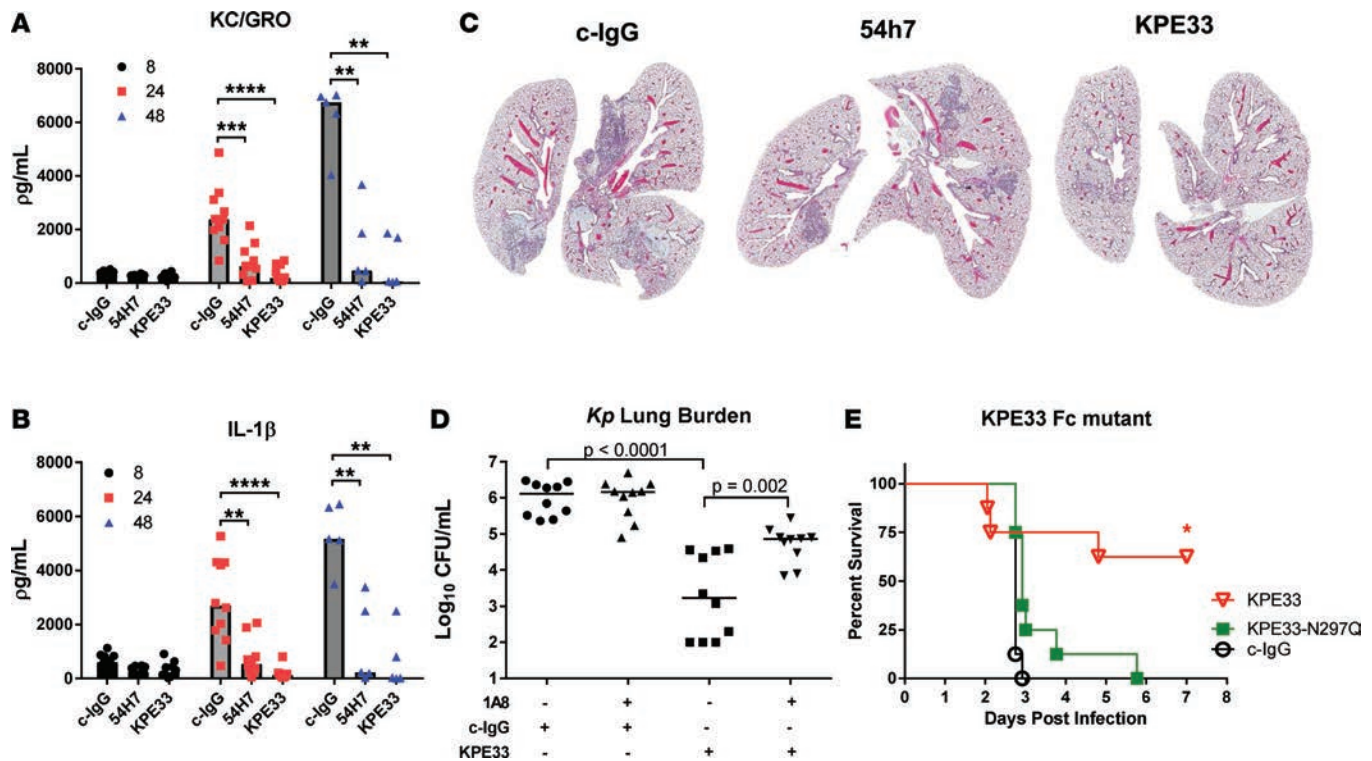 A
KC/GRO
8
24
48
8000
6000
4000
2000
0
ρg/mL
****
***
**
**
c-IgG
54H7
KPE33
c-IgG
54H7
KPE33
c-IgG
54H7
KPE33
C
c-IgG
54h7
KPE33
B
IL-1β
8
24
48
8000
6000
4000
2000
0
ρg/mL
****
**
**
**
c-IgG
54H7
KPE33
c-IgG
54H7
KPE33
c-IgG
54H7
KPE33
D
Kp Lung Burden
p < 0.0001
p = 0.002
7
6
5
4
3
2
1
Log10 CFU/mL
1A8 - + - +
c-IgG + + - -
KPE33 - - + +
E
KPE33 Fc mutant
100
75
50
25
0
Percent Survival
*
KPE33
KPE33-N297Q
c-IgG
0 1 2 3 4 5 6 7 8
Days Post Infection